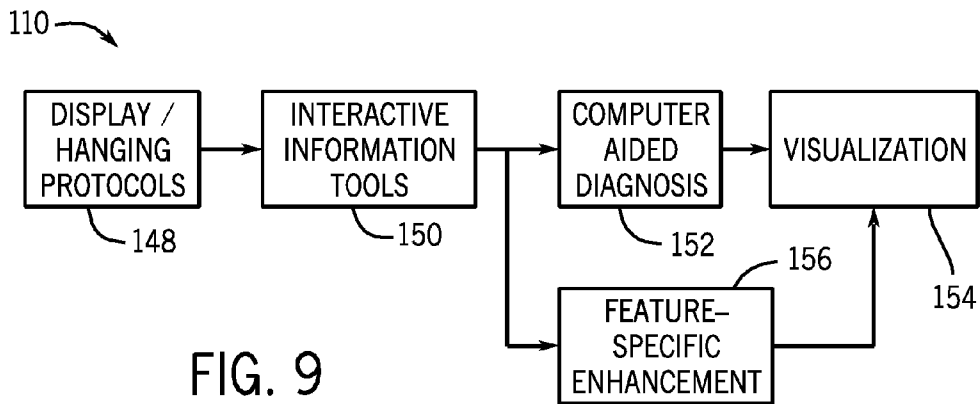 110
DISPLAY /
HANGING
PROTOCOLS
148
INTERACTIVE
INFORMATION
TOOLS
150
COMPUTER
AIDED
DIAGNOSIS
152
VISUALIZATION
154
156
FEATURE–
SPECIFIC
ENHANCEMENT
FIG. 9